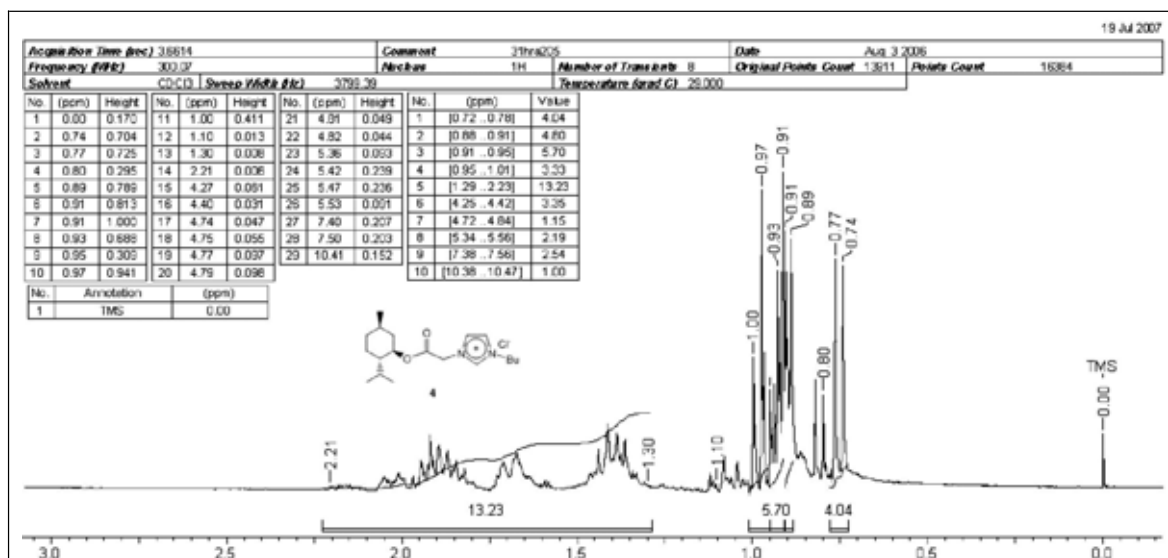 19 Jul 2007
Acquisition Time (sec) 3.6614 Comment 31hra205 Date Aug 3 2006
Frequency (MHz) 300.07 Nucleus 1H Number of Transients 8 Original Points Count 13911 Points Count 16384
Solvent CDCl3 Sweep Width (Hz) 3799.39 Temperature (grad C) 29.000
No. (ppm) Height No. (ppm) Height No. (ppm) Height No. (ppm) Value
1 0.00 0.170 11 1.00 0.411 21 4.81 0.049 1 [0.72 .. 0.78] 4.04
2 0.74 0.704 12 1.10 0.013 22 4.82 0.044 2 [0.88 .. 0.91] 4.80
3 0.77 0.725 13 1.30 0.008 23 5.36 0.093 3 [0.91 .. 0.95] 5.70
4 0.80 0.295 14 2.21 0.006 24 5.42 0.239 4 [0.95 .. 1.01] 3.33
5 0.89 0.789 15 4.27 0.061 25 5.47 0.236 5 [1.29 .. 2.23] 13.23
6 0.91 0.813 16 4.40 0.031 26 5.53 0.091 6 [4.25 .. 4.42] 3.35
7 0.91 1.000 17 4.74 0.047 27 7.40 0.207 7 [4.72 .. 4.84] 1.15
8 0.93 0.688 18 4.75 0.055 28 7.50 0.203 8 [5.34 .. 5.56] 2.19
9 0.95 0.309 19 4.77 0.097 29 10.41 0.152 9 [7.38 .. 7.56] 2.54
10 0.97 0.941 20 4.79 0.098 10 [10.38 .. 10.47] 1.00
No. Annotation (ppm)
1 TMS 0.00
O
O
N
+
N
Cl-
Bu
4
2.21
1.30
1.10
1.00
0.97
0.93
0.91
0.91
0.89
0.80
0.77
0.74
TMS
0.00
13.23 5.70 4.04
3.0 2.5 2.0 1.5 1.0 0.5 0.0